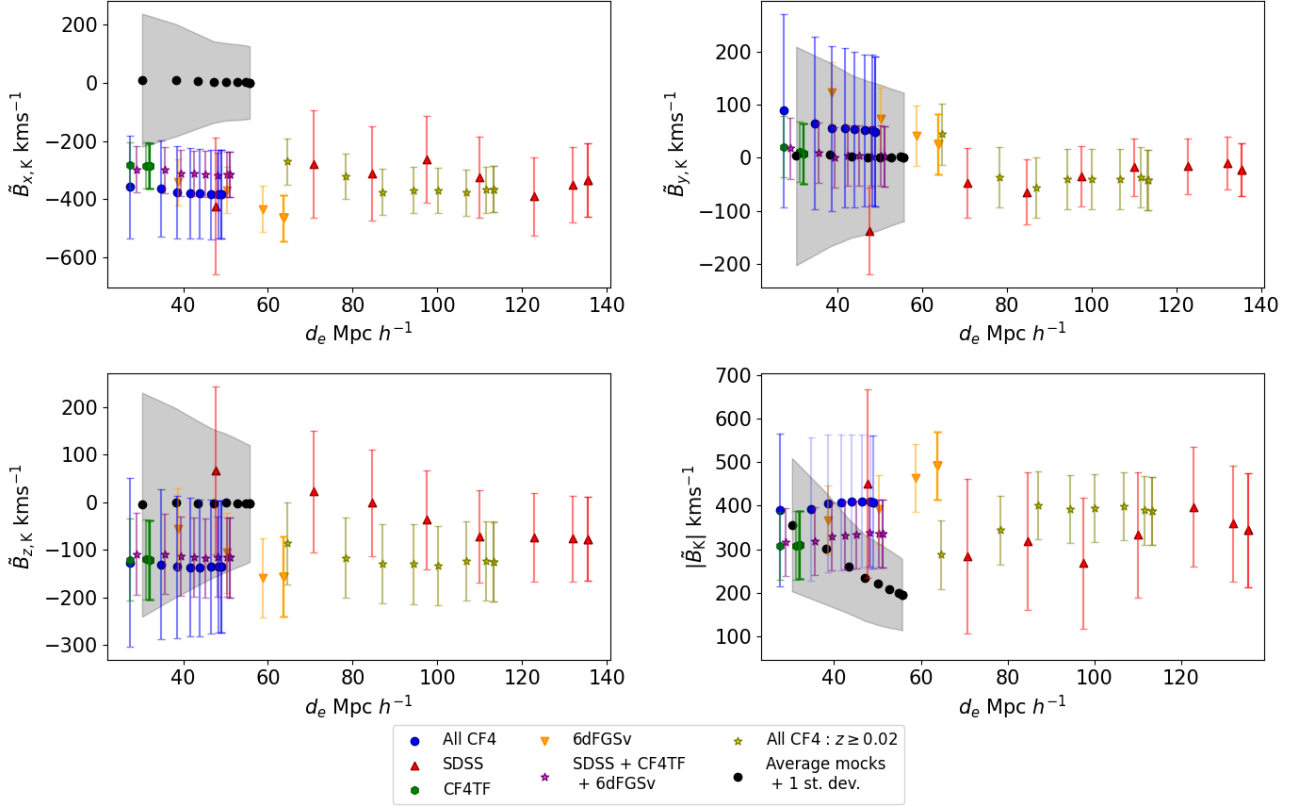 200
0
−200
−400
−600
B̃x,K kms−1
40 60 80 100 120 140
de Mpc h−1
200
100
0
−100
−200
B̃y,K kms−1
40 60 80 100 120 140
de Mpc h−1
200
100
0
−100
−200
−300
B̃z,K kms−1
40 60 80 100 120 140
de Mpc h−1
700
600
500
400
300
200
100
|B̃K| kms−1
40 60 80 100 120
de Mpc h−1
All CF4
SDSS
CF4TF
6dFGSv
SDSS + CF4TF
+ 6dFGSv
All CF4 : z ≥ 0.02
Average mocks
+ 1 st. dev.